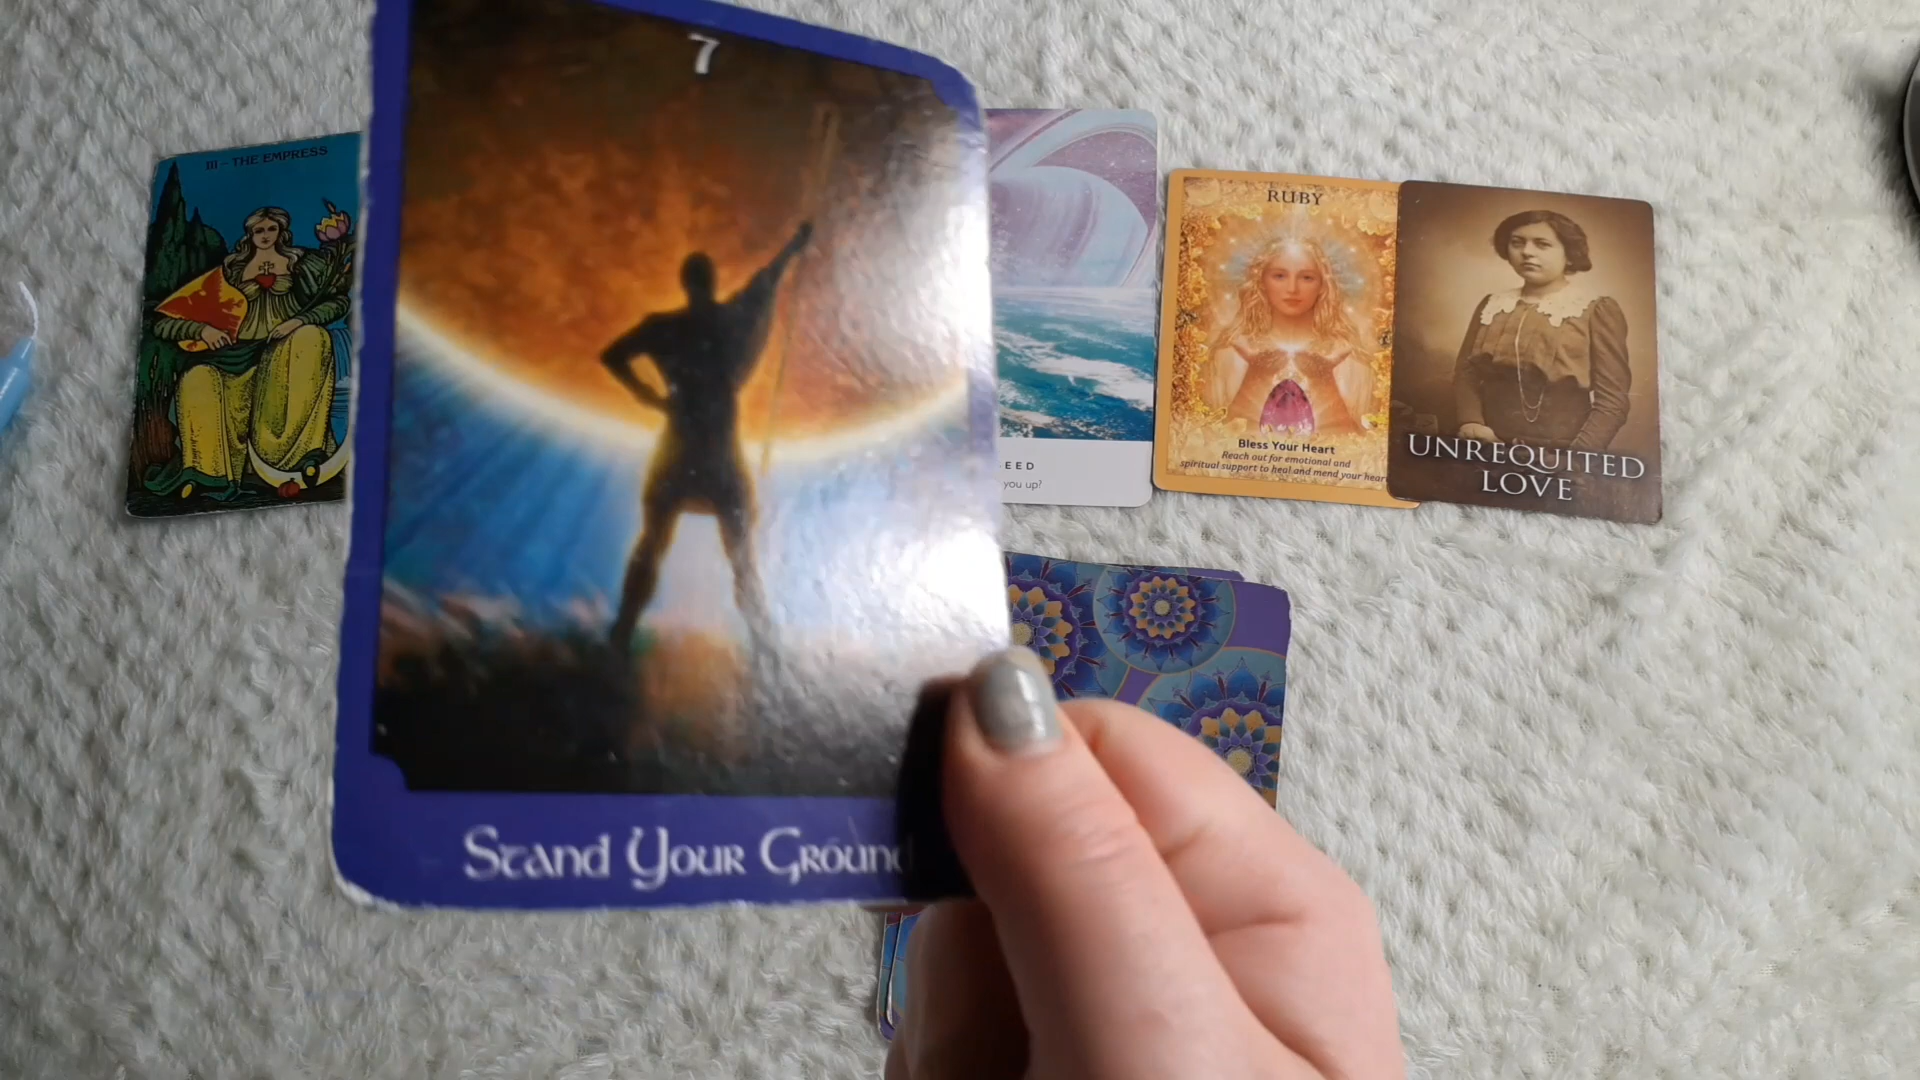 7
Stand Your Ground
III – THE EMPRESS
EED
you up?
RUBY
Bless Your Heart
Reach out for emotional and
spiritual support to heal and mend your heart
UNREQUITED
LOVE